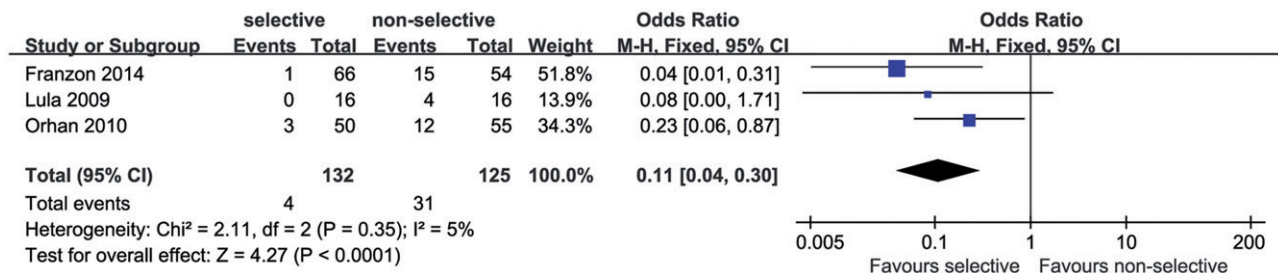 selective non-selective Odds Ratio Odds Ratio
Study or Subgroup Events Total Events Total Weight M-H, Fixed, 95% CI M-H, Fixed, 95% CI
Franzon 2014 1 66 15 54 51.8% 0.04 [0.01, 0.31]
Lula 2009 0 16 4 16 13.9% 0.08 [0.00, 1.71]
Orhan 2010 3 50 12 55 34.3% 0.23 [0.06, 0.87]
Total (95% CI) 132 125 100.0% 0.11 [0.04, 0.30]
Total events 4 31
Heterogeneity: Chi² = 2.11, df = 2 (P = 0.35); I² = 5%
Test for overall effect: Z = 4.27 (P < 0.0001)
0.005 0.1 1 10 200
Favours selective Favours non-selective